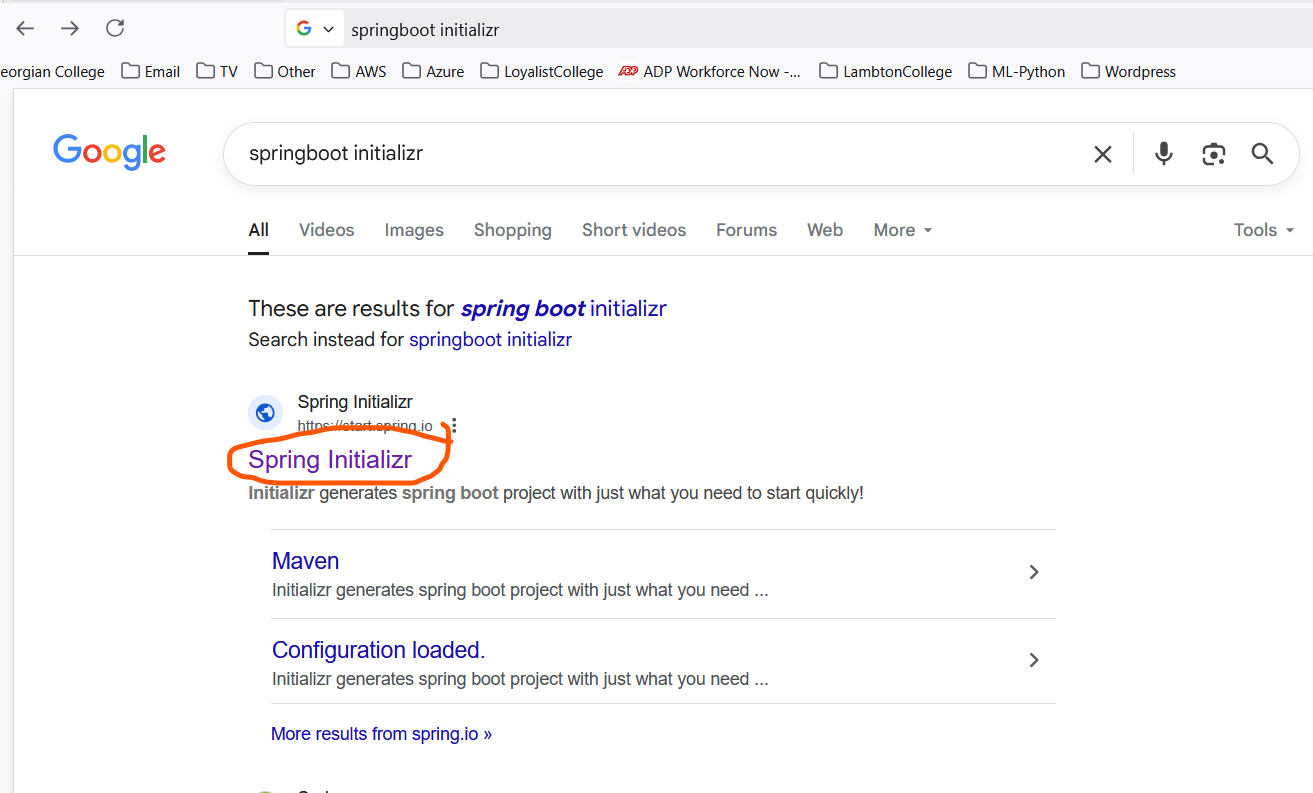 springboot initializr
eorgian College Email TV Other AWS Azure LoyalistCollege ADP ADP Workforce Now -... LambtonCollege ML-Python Wordpress
Google springboot initializr
All Videos Images Shopping Short videos Forums Web More Tools
These are results for spring boot initializr
Search instead for springboot initializr
Spring Initializr
https://start.spring.io
Spring Initializr
Initializr generates spring boot project with just what you need to start quickly!
Maven
Initializr generates spring boot project with just what you need ...
Configuration loaded.
Initializr generates spring boot project with just what you need ...
More results from spring.io »